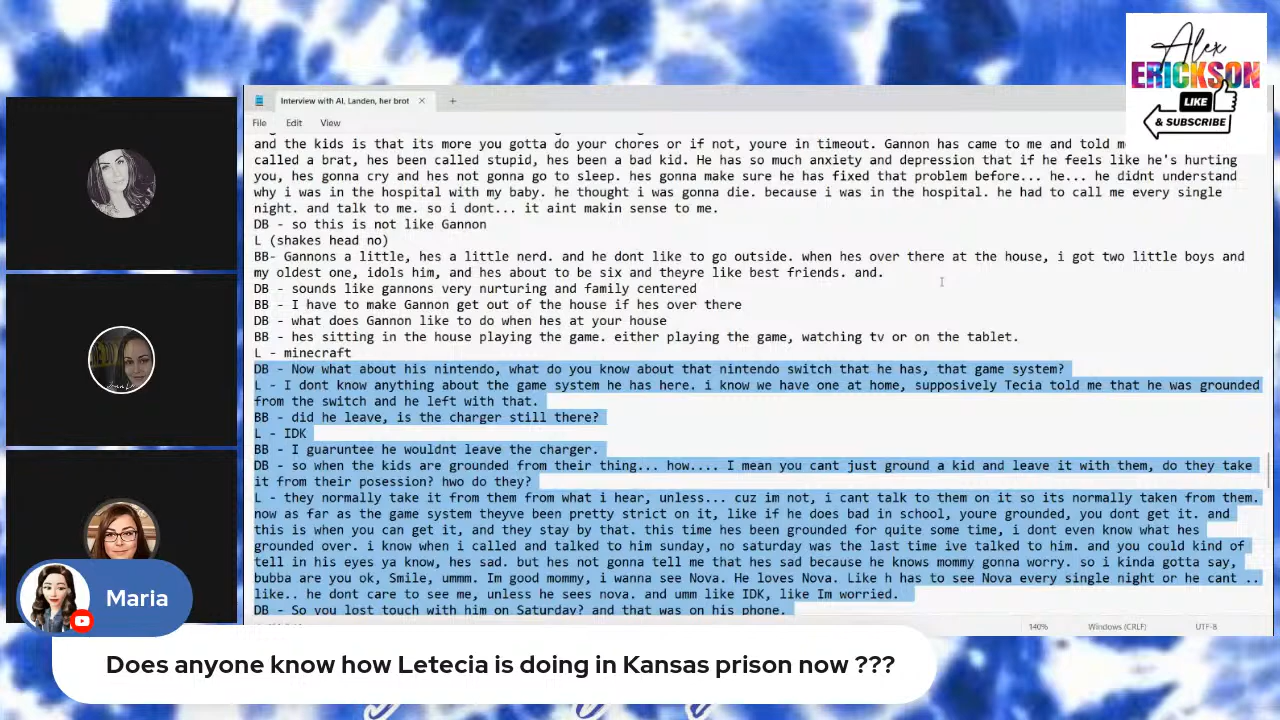 Alex
ERICKSON
LIKE
& SUBSCRIBE
Interview with Al, Landen, her brot
File Edit View
and the kids is that its more you gotta do your chores or if not, youre in timeout. Gannon has came to me and told m
called a brat, hes been called stupid, hes been a bad kid. He has so much anxiety and depression that if he feels like he's hurting
you, hes gonna cry and hes not gonna go to sleep. hes gonna make sure he has fixed that problem before... he... he didnt understand
why i was in the hospital with my baby. he thought i was gonna die. because i was in the hospital. he had to call me every single
night. and talk to me. so i dont... it aint makin sense to me.
DB - so this is not like Gannon
L (shakes head no)
BB- Gannons a little, hes a little nerd. and he dont like to go outside. when hes over there at the house, i got two little boys and
my oldest one, idols him, and hes about to be six and theyre like best friends. and.
DB - sounds like gannons very nurturing and family centered
BB - I have to make Gannon get out of the house if hes over there
DB - what does Gannon like to do when hes at your house
BB - hes sitting in the house playing the game. either playing the game, watching tv or on the tablet.
L - minecraft
DB - Now what about his nintendo, what do you know about that nintendo switch that he has, that game system?
L - I dont know anything about the game system he has here. i know we have one at home, supposively Tecia told me that he was grounded
from the switch and he left with that.
BB - did he leave, is the charger still there?
L - IDK
BB - I guaruntee he wouldnt leave the charger.
DB - so when the kids are grounded from their thing... how.... I mean you cant just ground a kid and leave it with them, do they take
it from their posession? hwo do they?
L - they normally take it from them from what i hear, unless... cuz im not, i cant talk to them on it so its normally taken from them.
now as far as the game system theyve been pretty strict on it, like if he does bad in school, youre grounded, you dont get it. and
this is when you can get it, and they stay by that. this time hes been grounded for quite some time, i dont even know what hes
grounded over. i know when i called and talked to him sunday, no saturday was the last time ive talked to him. and you could kind of
tell in his eyes ya know, hes sad. but hes not gonna tell me that hes sad because he knows mommy gonna worry. so i kinda gotta say,
bubba are you ok, Smile, ummm. Im good mommy, i wanna see Nova. He loves Nova. Like h has to see Nova every single night or he cant ..
like.. he dont care to see me, unless he sees nova. and umm like IDK, like Im worried.
DB - So you lost touch with him on Saturday? and that was on his phone.
140% Windows (CRLF) UTF-8
Maria
Does anyone know how Letecia is doing in Kansas prison now ???